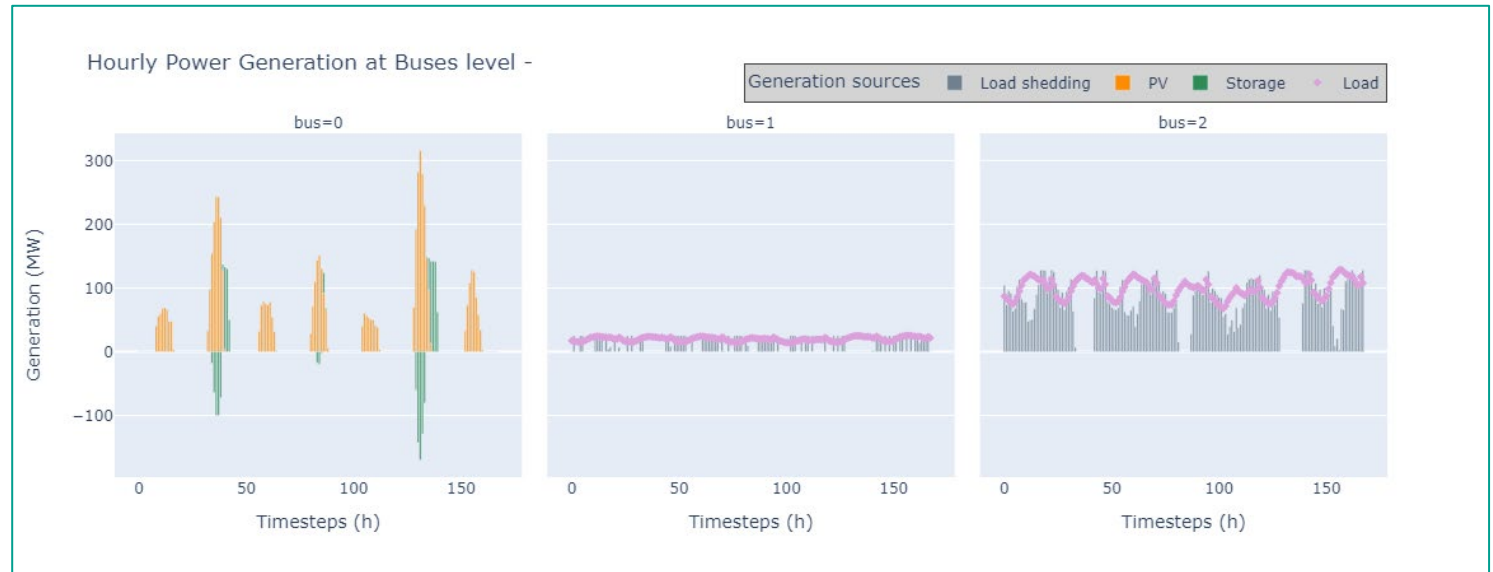 Hourly Power Generation at Buses level -
Generation sources Load shedding PV Storage Load
bus=0 bus=1 bus=2
Generation (MW)
300
200
100
0
−100
0 50 100 150 0 50 100 150 0 50 100 150
Timesteps (h) Timesteps (h) Timesteps (h)